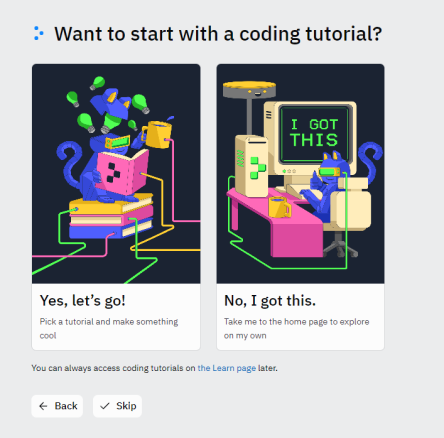 Want to start with a coding tutorial?
I GOT
THIS
Yes, let's go!
Pick a tutorial and make something
cool
No, I got this.
Take me to the home page to explore
on my own
You can always access coding tutorials on the Learn page later.
Back
Skip